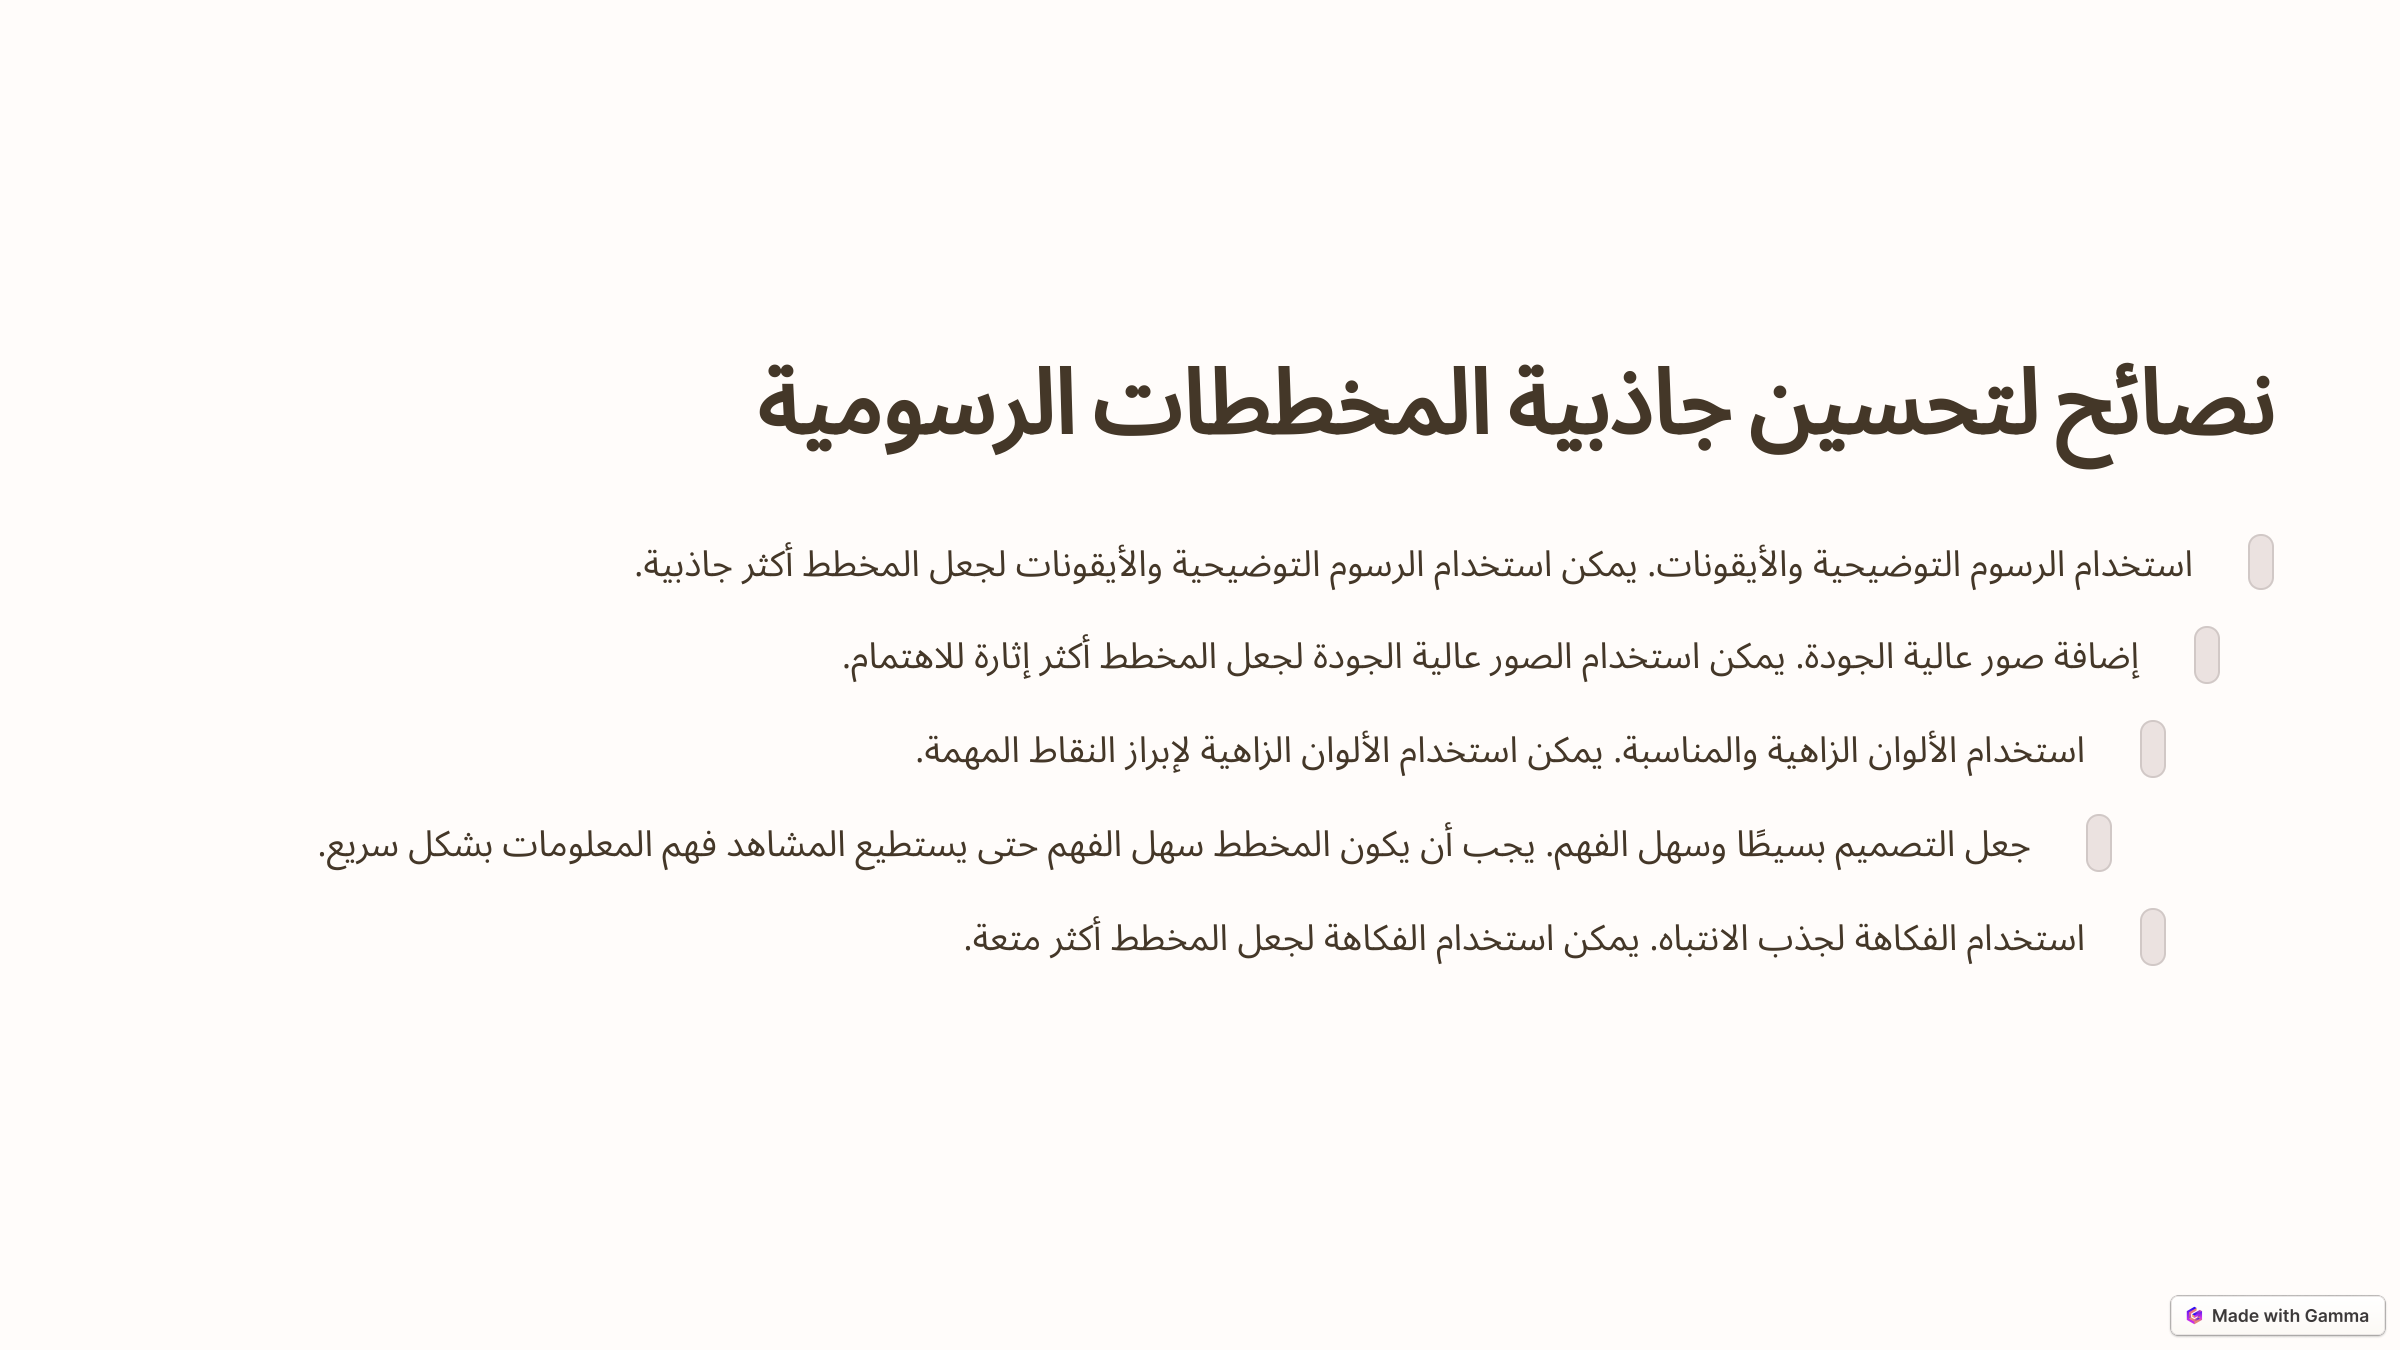 نصائح لتحسين جاذبية المخططات الرسومية
استخدام الرسوم التوضيحية والأيقونات. يمكن استخدام الرسوم التوضيحية والأيقونات لجعل المخطط أكثر جاذبية.
إضافة صور عالية الجودة. يمكن استخدام الصور عالية الجودة لجعل المخطط أكثر إثارة للاهتمام.
استخدام الألوان الزاهية والمناسبة. يمكن استخدام الألوان الزاهية لإبراز النقاط المهمة.
جعل التصميم بسيطًا وسهل الفهم. يجب أن يكون المخطط سهل الفهم حتى يستطيع المشاهد فهم المعلومات بشكل سريع.
استخدام الفكاهة لجذب الانتباه. يمكن استخدام الفكاهة لجعل المخطط أكثر متعة.
Made with Gamma